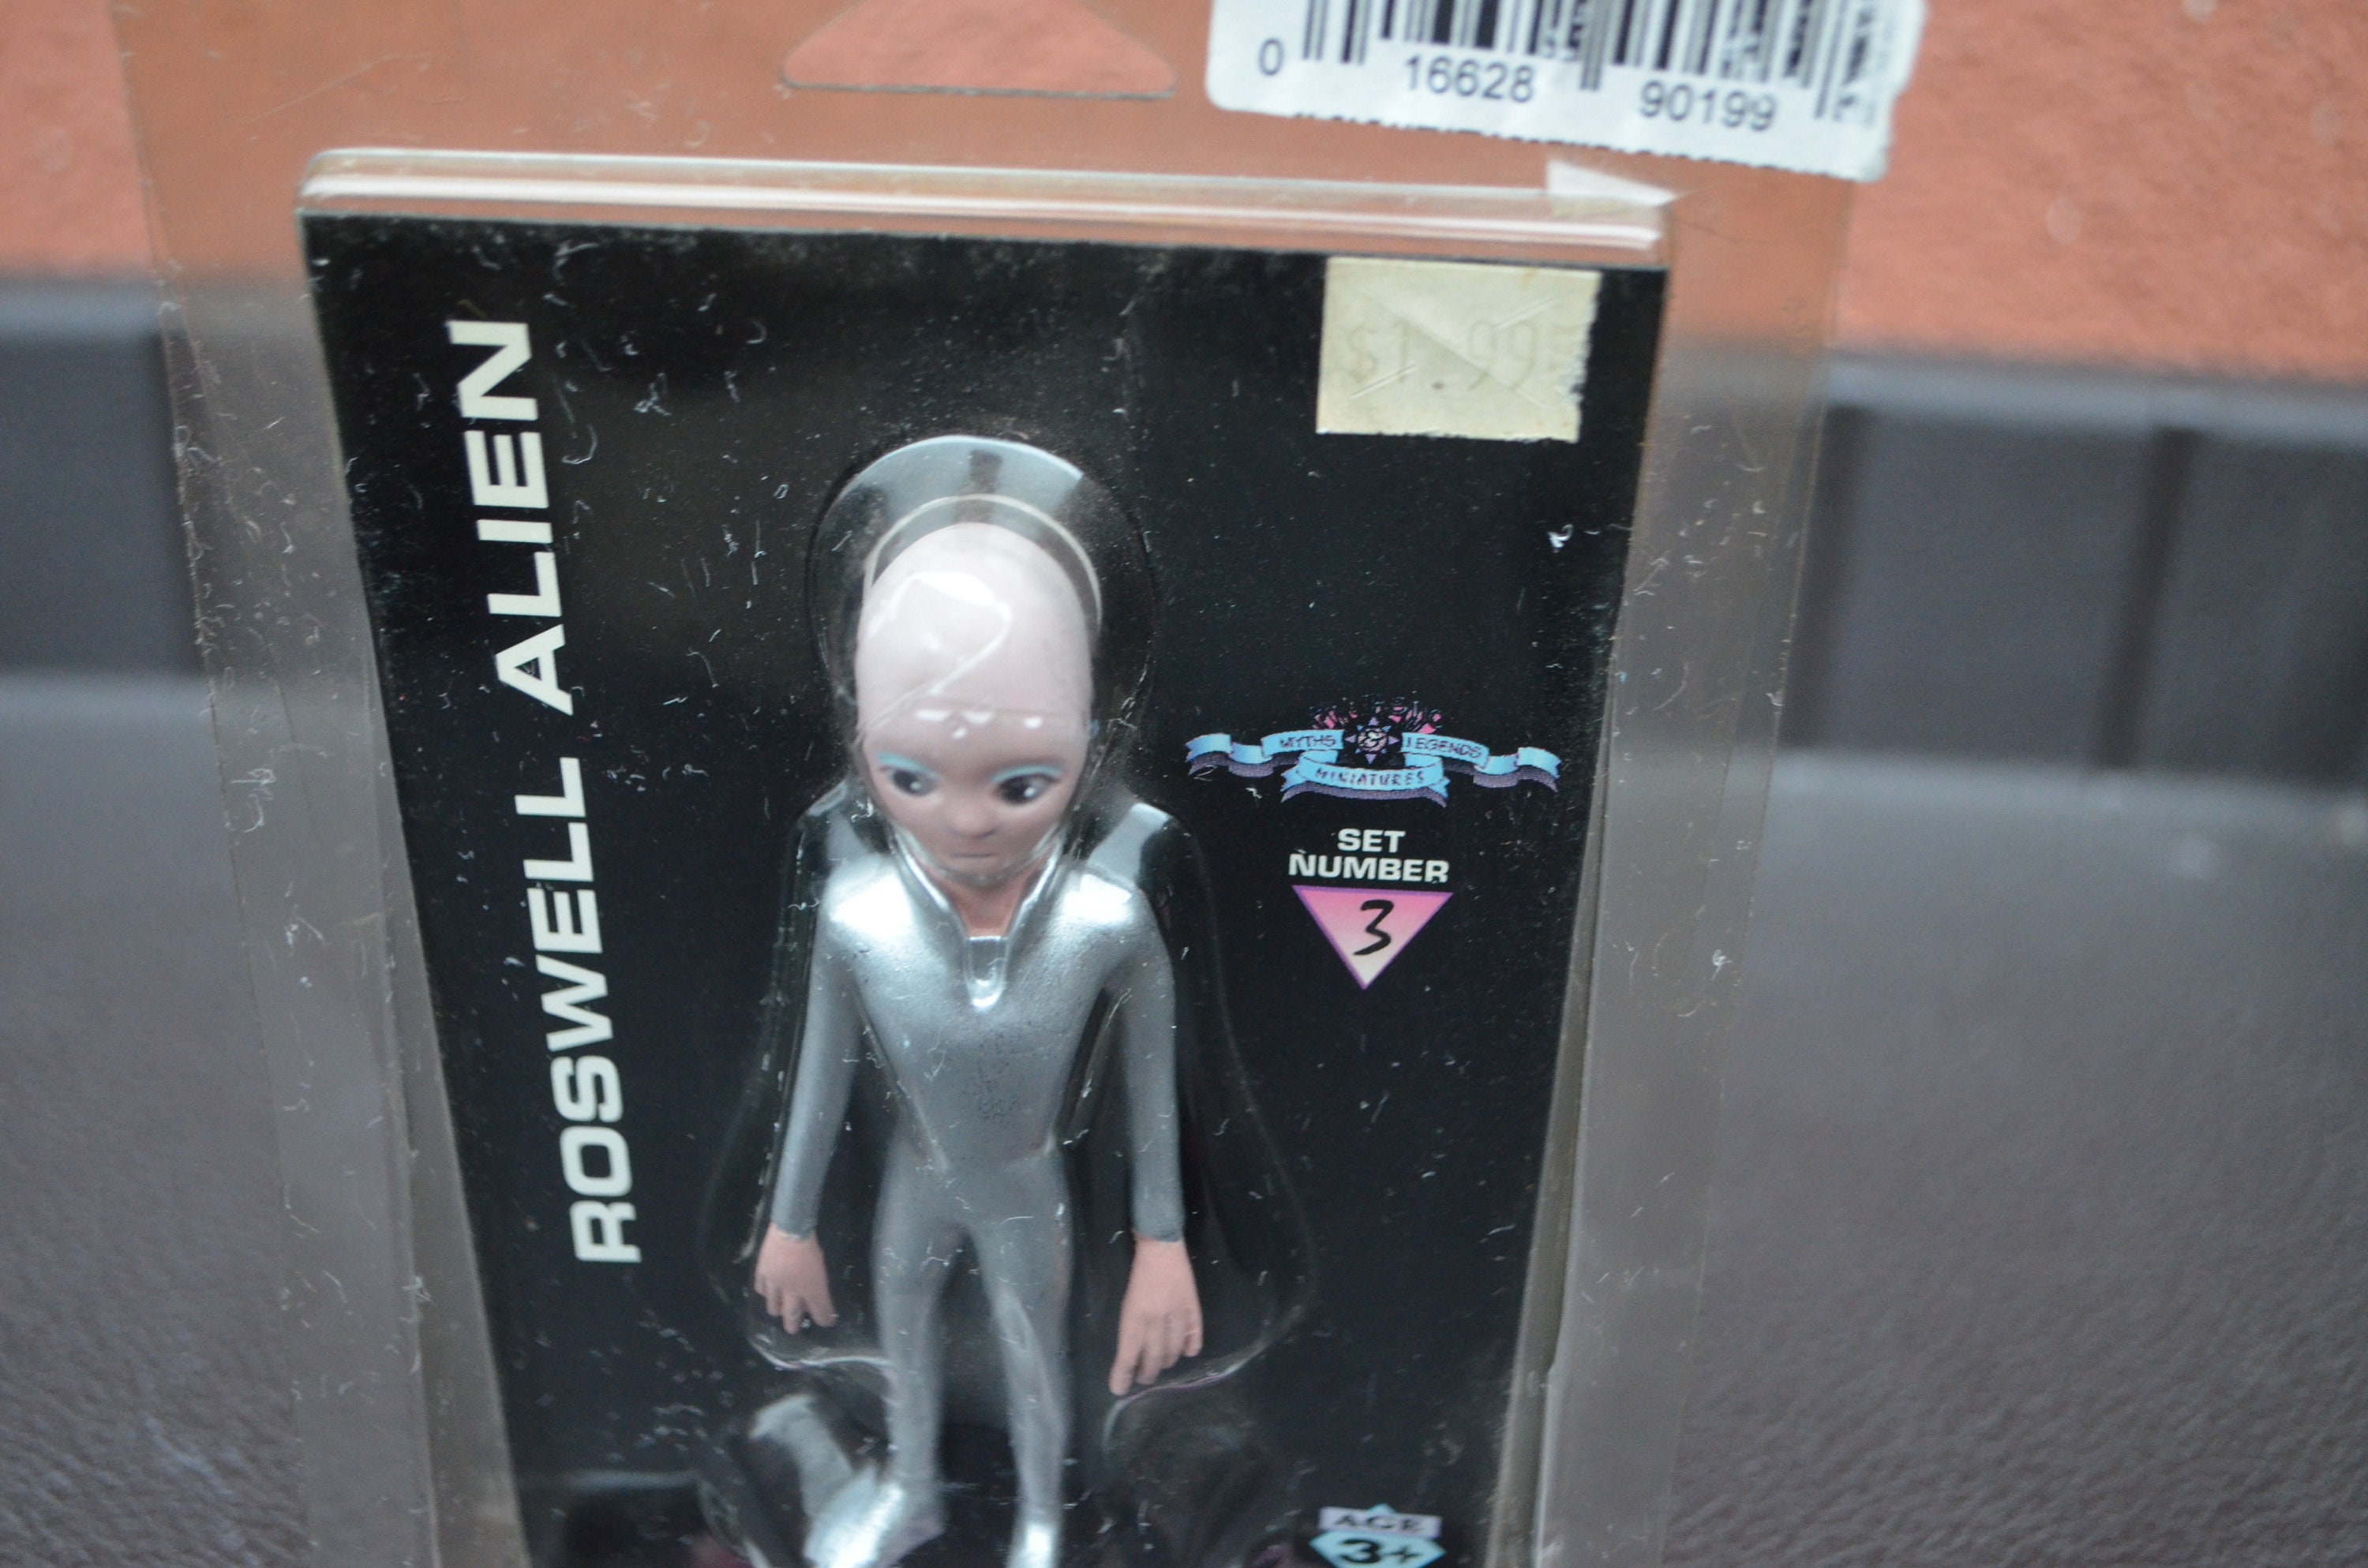 0 16628 90199
$1.99
ROSWELL ALIEN
MYTHS LEGENDS
MINIATURES
SET
NUMBER
3
AGE
3+